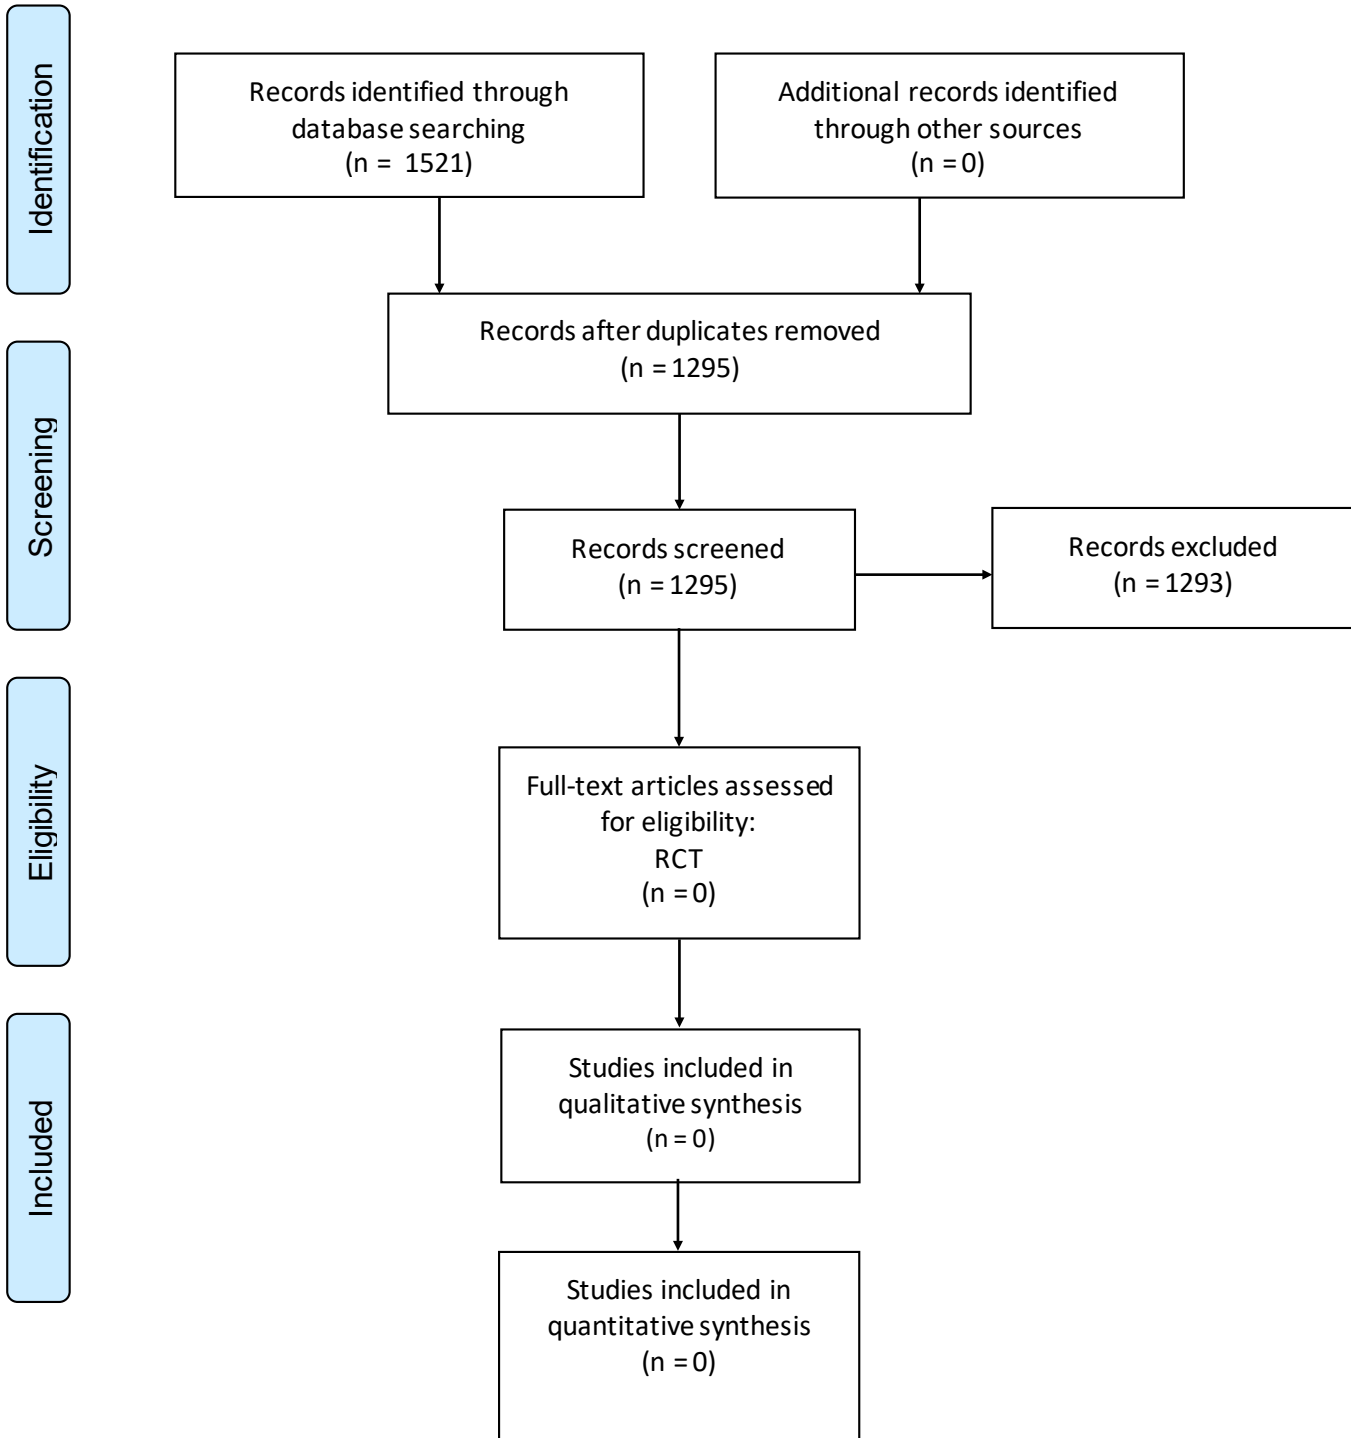 Identification
Records identified through
database searching
(n = 1521)
Additional records identified
through other sources
(n = 0)
Records after duplicates removed
(n = 1295)
Screening
Records screened
(n = 1295)
Records excluded
(n = 1293)
Eligibility
Full-text articles assessed
for eligibility:
RCT
(n = 0)
Included
Studies included in
qualitative synthesis
(n = 0)
Studies included in
quantitative synthesis
(n = 0)